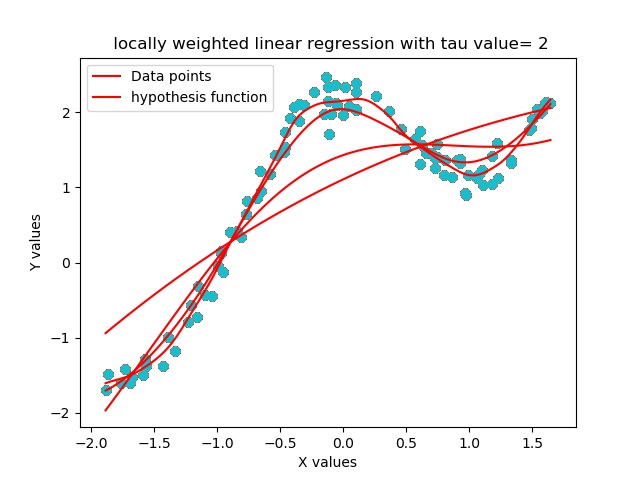 locally weighted linear regression with tau value= 2
Data points
hypothesis function
Y values
2
1
0
−1
−2
−2.0 −1.5 −1.0 −0.5 0.0 0.5 1.0 1.5
X values